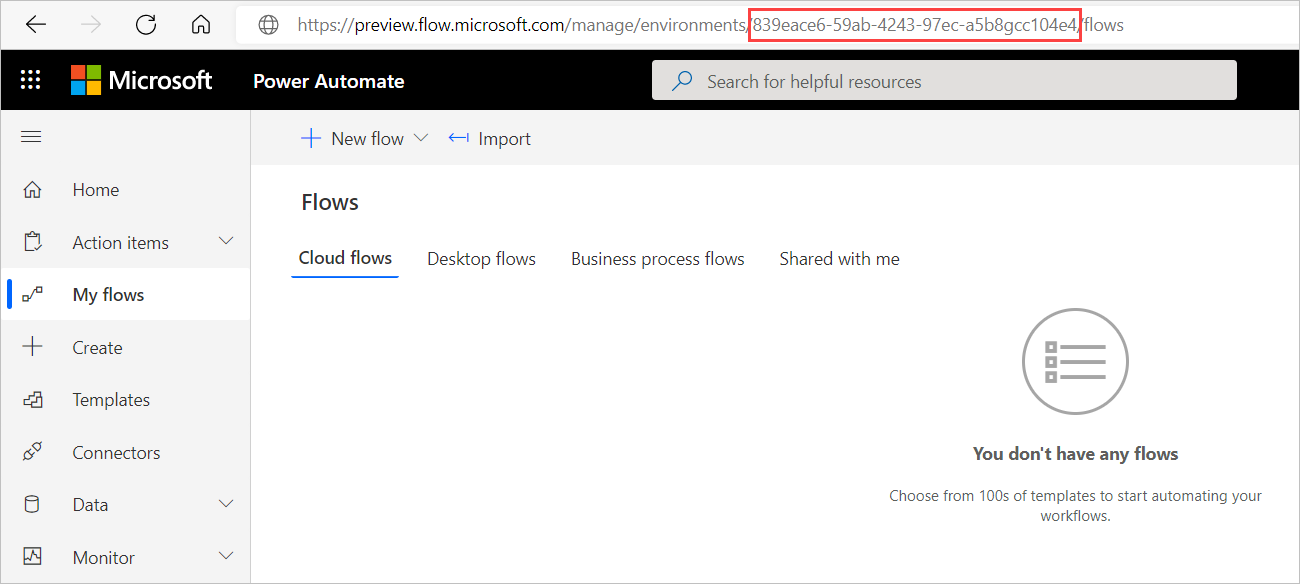 https://preview.flow.microsoft.com/manage/environments/839eace6-59ab-4243-97ec-a5b8gcc104e4/flows
Microsoft Power Automate Search for helpful resources
New flow Import
Home
Action items
My flows
Create
Templates
Connectors
Data
Monitor
Flows
Cloud flows Desktop flows Business process flows Shared with me
You don't have any flows
Choose from 100s of templates to start automating your
workflows.